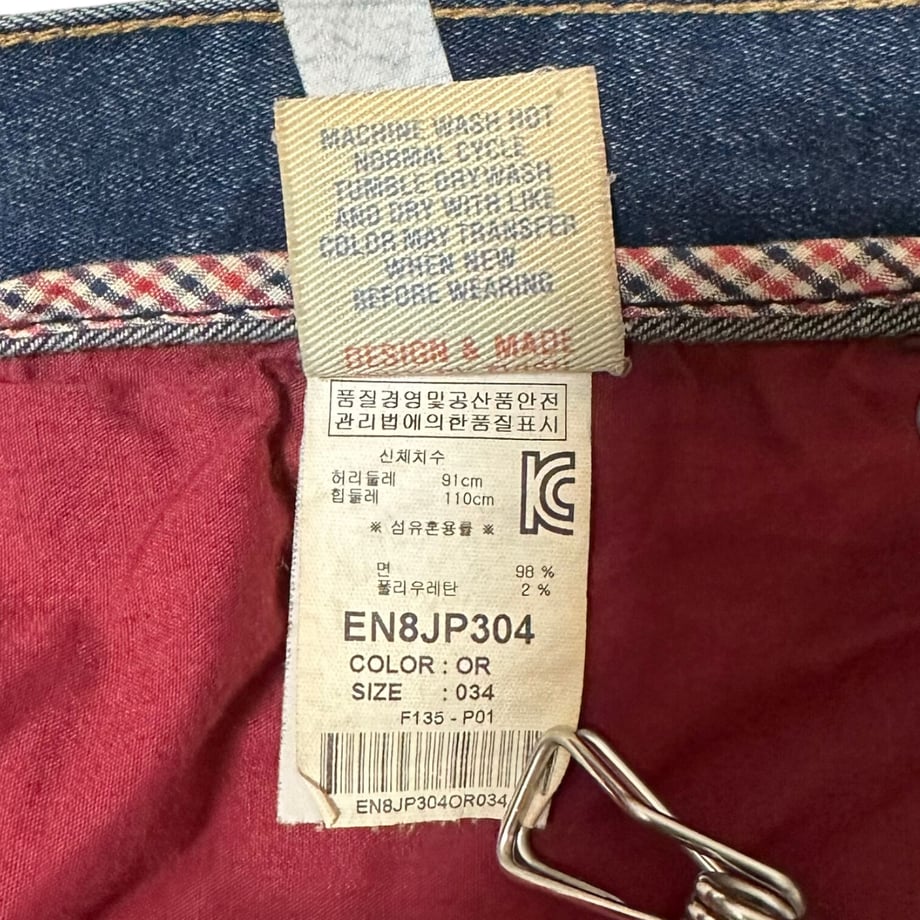 MACHINE WASH HOT
NORMAL CYCLE
TUMBLE DRY WASH
AND DRY WITH LIKE
COLOR MAY TRANSFER
WHEN NEW
BEFORE WEARING
DESIGN & MADE
품질경영및공산품안전
관리법에의한품질표시
신체치수
허리둘레 91cm
힙둘레 110cm
※ 섬유혼용률 ※
면 98 %
폴리우레탄 2 %
EN8JP304
COLOR : OR
SIZE : 034
F135 - P01
EN8JP304OR034